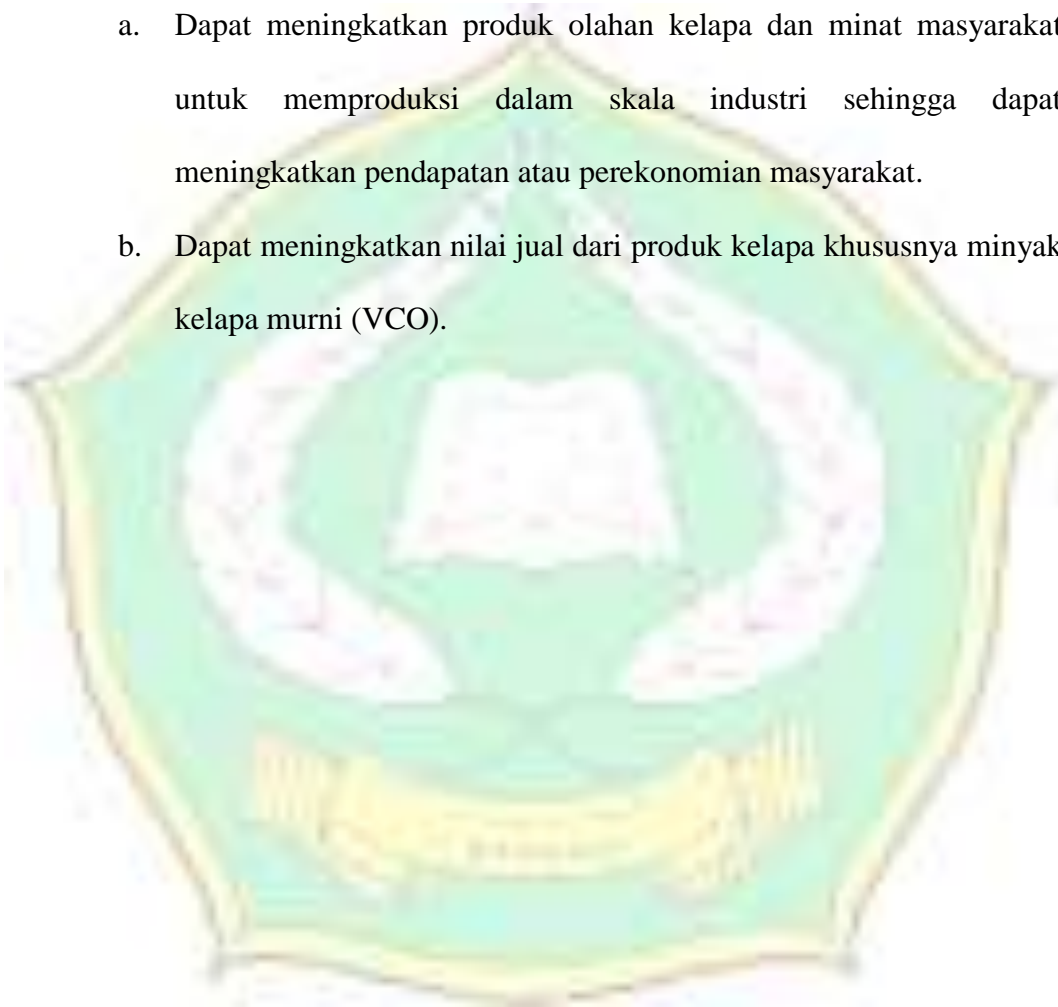 a. Dapat meningkatkan produk olahan kelapa dan minat masyarakat
untuk memproduksi dalam skala industri sehingga dapat
meningkatkan pendapatan atau perekonomian masyarakat.
b. Dapat meningkatkan nilai jual dari produk kelapa khususnya minyak
kelapa murni (VCO).